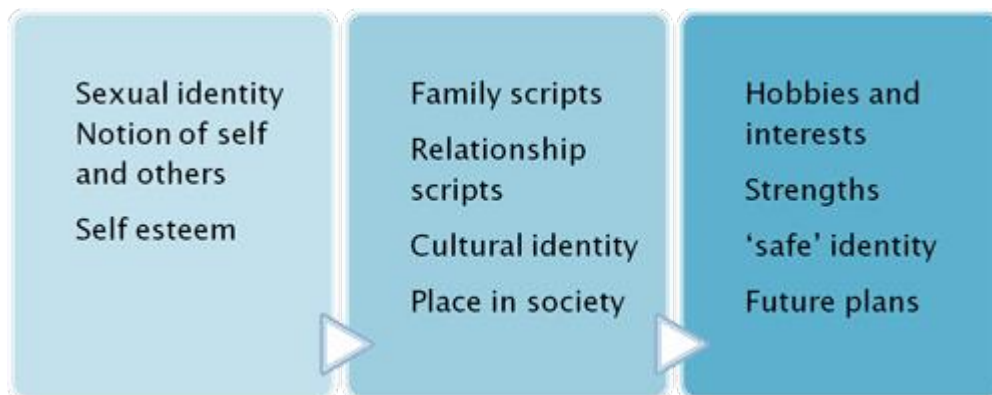 Sexual identity
Notion of self
and others
Self esteem
Family scripts
Relationship
scripts
Cultural identity
Place in society
Hobbies and
interests
Strengths
‘safe’ identity
Future plans